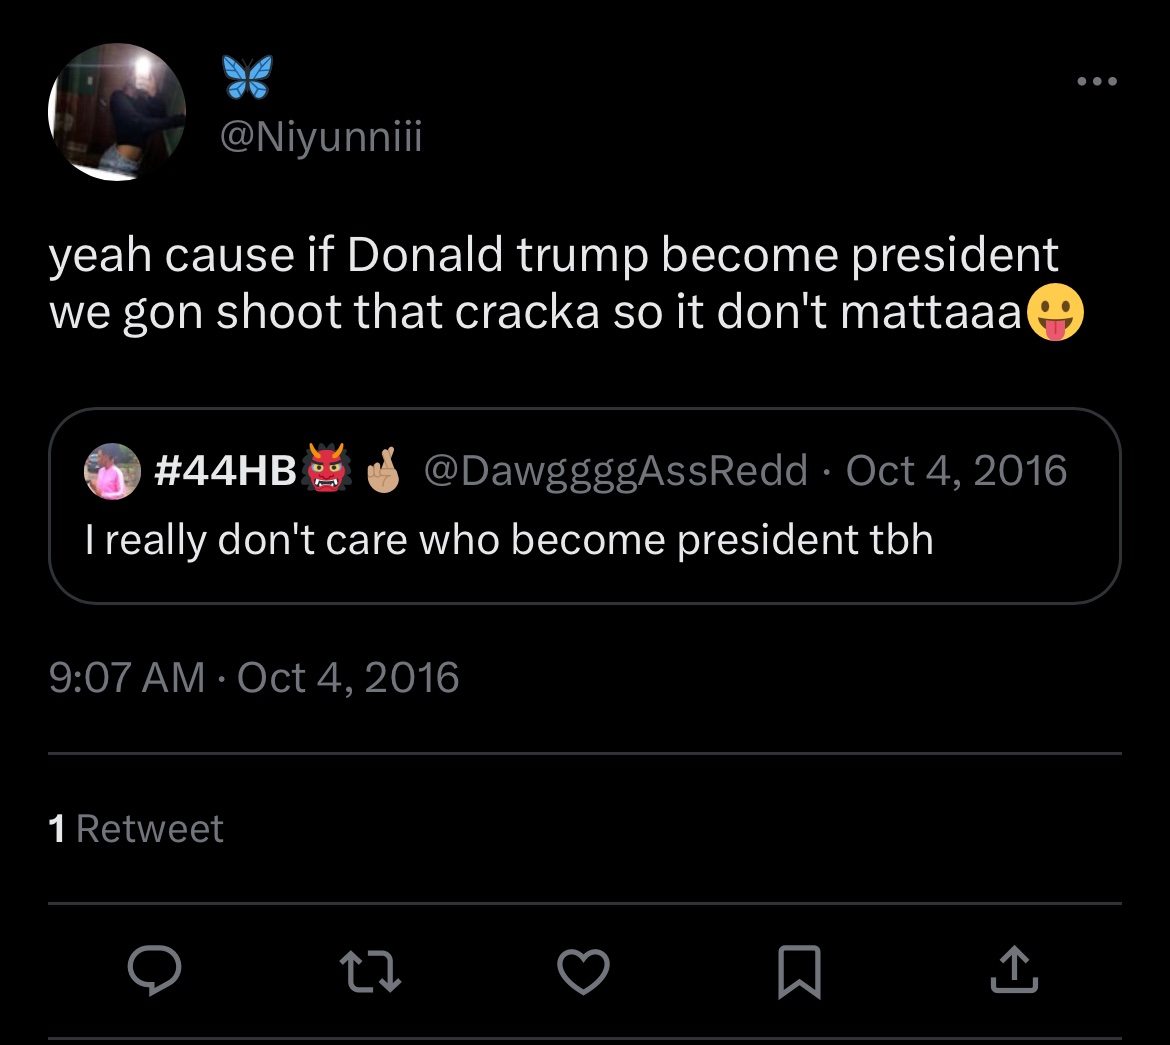 🦋
@Niyunniii
yeah cause if Donald trump become president
we gon shoot that cracka so it don't mattaaa😛
#44HB👹🤞🏼 @DawggggAssRedd · Oct 4, 2016
I really don't care who become president tbh
9:07 AM · Oct 4, 2016
1 Retweet